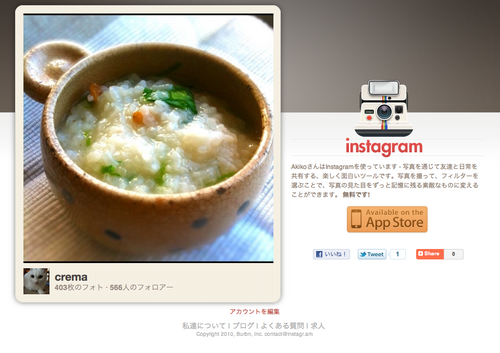 instagram
AkikoさんはInstagramを使っています - 写真を通じて友達と日常を
共有する、楽しく面白いツールです。写真を撮って、フィルターを
選ぶことで、写真の見た目をずっと記憶に残る素敵なものに変える
ことができます。無料です!
Available on the
App Store
いいね!
Tweet 1
Share 0
crema
403枚のフォト · 566人のフォロアー
アカウントを編集
私達について | ブログ | よくある質問 | 求人
Copyright 2010, Burbn, Inc. contact@instagr.am